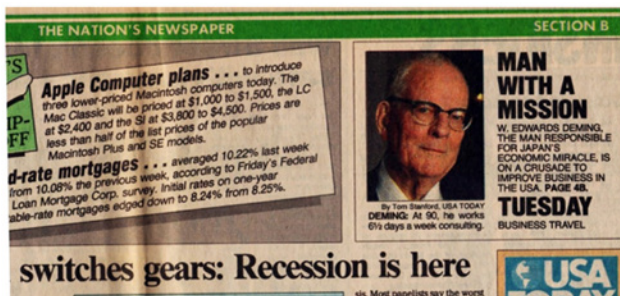 THE NATION'S NEWSPAPER
SECTION B
Apple Computer plans . . . to introduce
three lower-priced Macintosh computers today. The
Mac Classic will be priced at $1,000 to $1,500, the LC
at $2,400 and the SI at $3,800 to $4,500. Prices are
less than half of the list prices of the popular
Macintosh Plus and SE models.
d-rate mortgages . . . averaged 10.22% last week
from 10.08% the previous week, according to Friday's Federal
Loan Mortgage Corp. survey. Initial rates on one-year
able-rate mortgages edged down to 8.24% from 8.25%.
By Tom Stanford, USA TODAY
DEMING: At 90, he works
6½ days a week consulting.
MAN
WITH A
MISSION
W. EDWARDS DEMING,
THE MAN RESPONSIBLE
FOR JAPAN'S
ECONOMIC MIRACLE, IS
ON A CRUSADE TO
IMPROVE BUSINESS IN
THE USA. PAGE 4B.
TUESDAY
BUSINESS TRAVEL
switches gears: Recession is here
sis. Most panelists say the worst
USA
TODAY